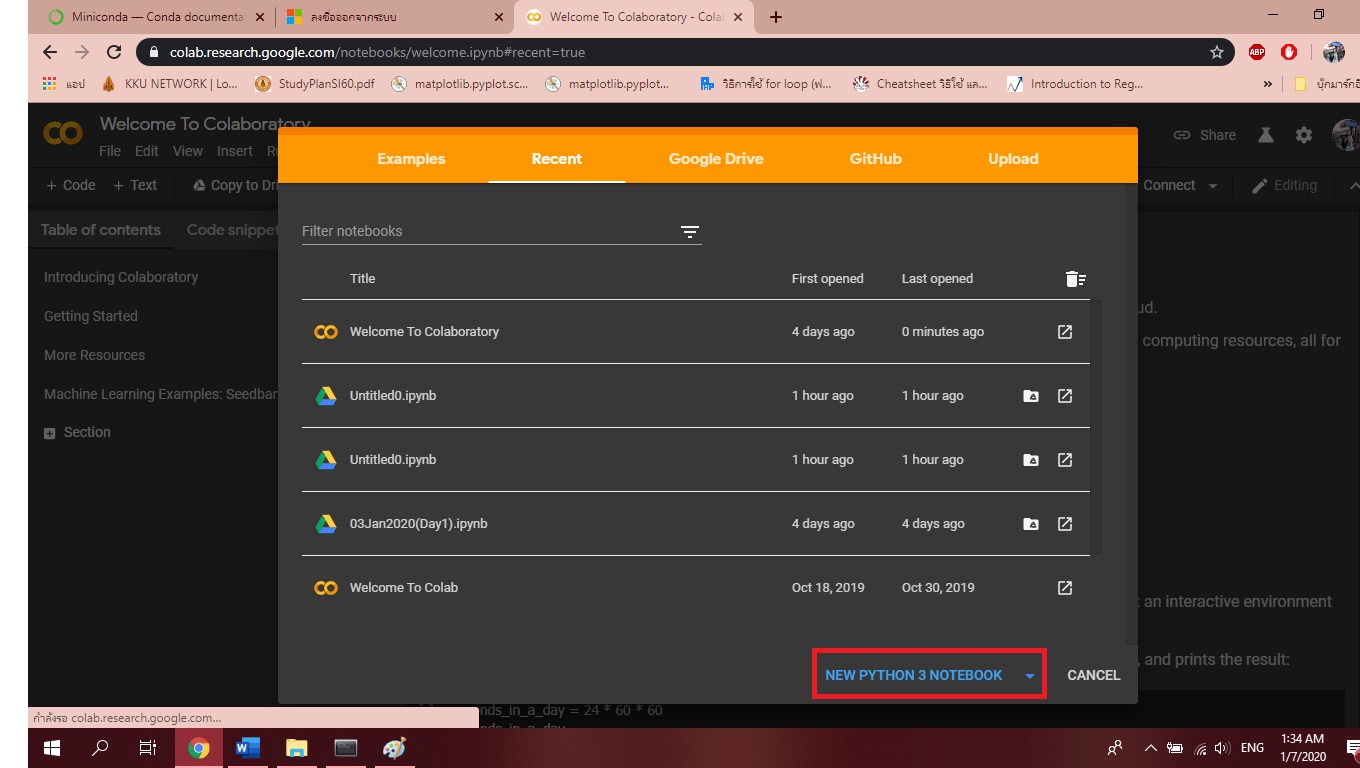 Miniconda — Conda documenta
ลงชื่อออกจากระบบ
Welcome To Colaboratory - Cola
colab.research.google.com/notebooks/welcome.ipynb#recent=true
ABP
แอป
KKU NETWORK | Lo...
StudyPlanSI60.pdf
matplotlib.pyplot.sc...
matplotlib.pyplot...
วิธีการใช้ for loop (ฟ...
Cheatsheet วิธีใช้ แล...
Introduction to Reg...
»
บุ๊กมาร์กอื
Welcome To Colaboratory
File Edit View Insert
Share
+ Code + Text
Copy to Dri
Connect
Editing
Table of contents
Code snippet
Introducing Colaboratory
Getting Started
More Resources
Machine Learning Examples: Seedban
Section
Examples
Recent
Google Drive
GitHub
Upload
Filter notebooks
Title First opened Last opened
Welcome To Colaboratory 4 days ago 0 minutes ago
Untitled0.ipynb 1 hour ago 1 hour ago
Untitled0.ipynb 1 hour ago 1 hour ago
03Jan2020(Day1).ipynb 4 days ago 4 days ago
Welcome To Colab Oct 18, 2019 Oct 30, 2019
NEW PYTHON 3 NOTEBOOK
CANCEL
ud.
computing resources, all for
an interactive environment
, and prints the result:
nds_in_a_day = 24 * 60 * 60
กำลังรอ colab.research.google.com...
ENG
1:34 AM
1/7/2020